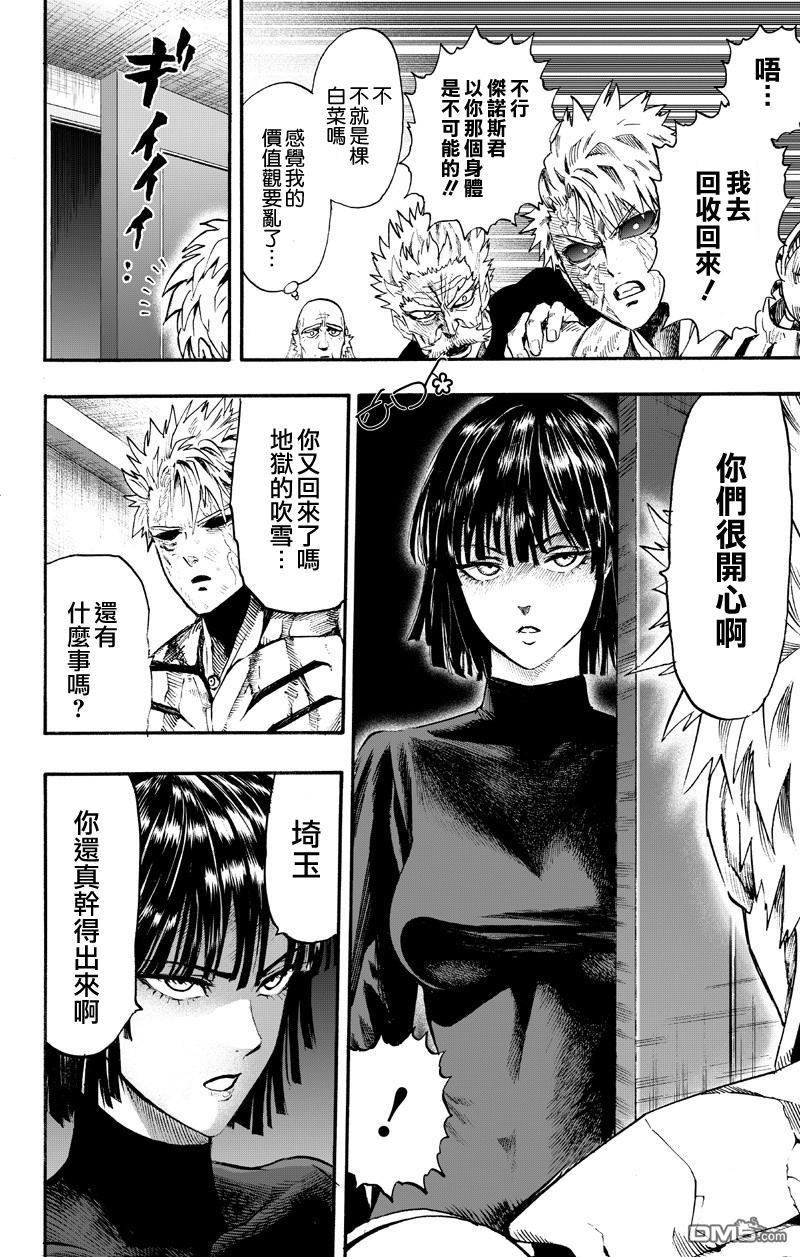 唔…
我去
回收回來！
不行
傑諾斯君
以你那個身體
是不可能的!!
不
不就是棵
白菜嗎
感覺我的
價值觀要亂了…
ギィイイ…
你們很開心啊
你又回來了嗎
地獄的吹雪…
還有
什麼事嗎?
！
埼玉
你還真幹得出來啊
DM5.com